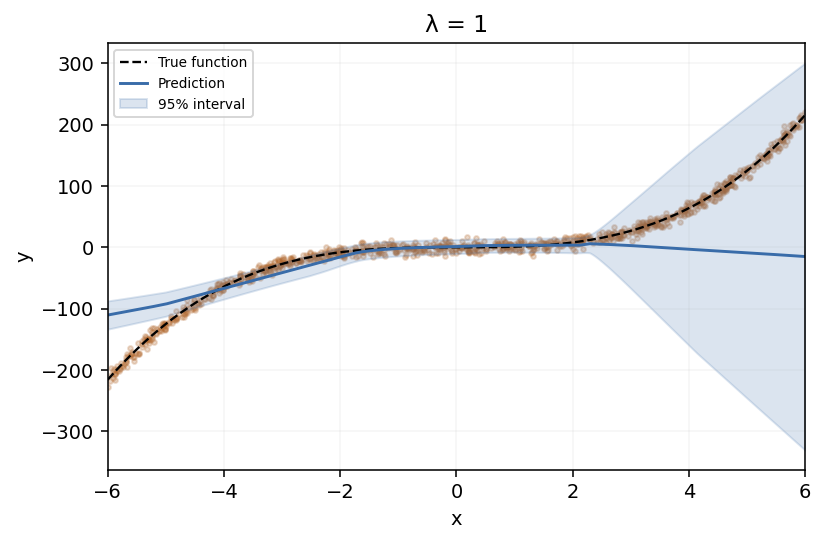 λ = 1
300
200
100
0
−100
−200
−300
y
True function
Prediction
95% interval
−6
−4
−2
0
2
4
6
x